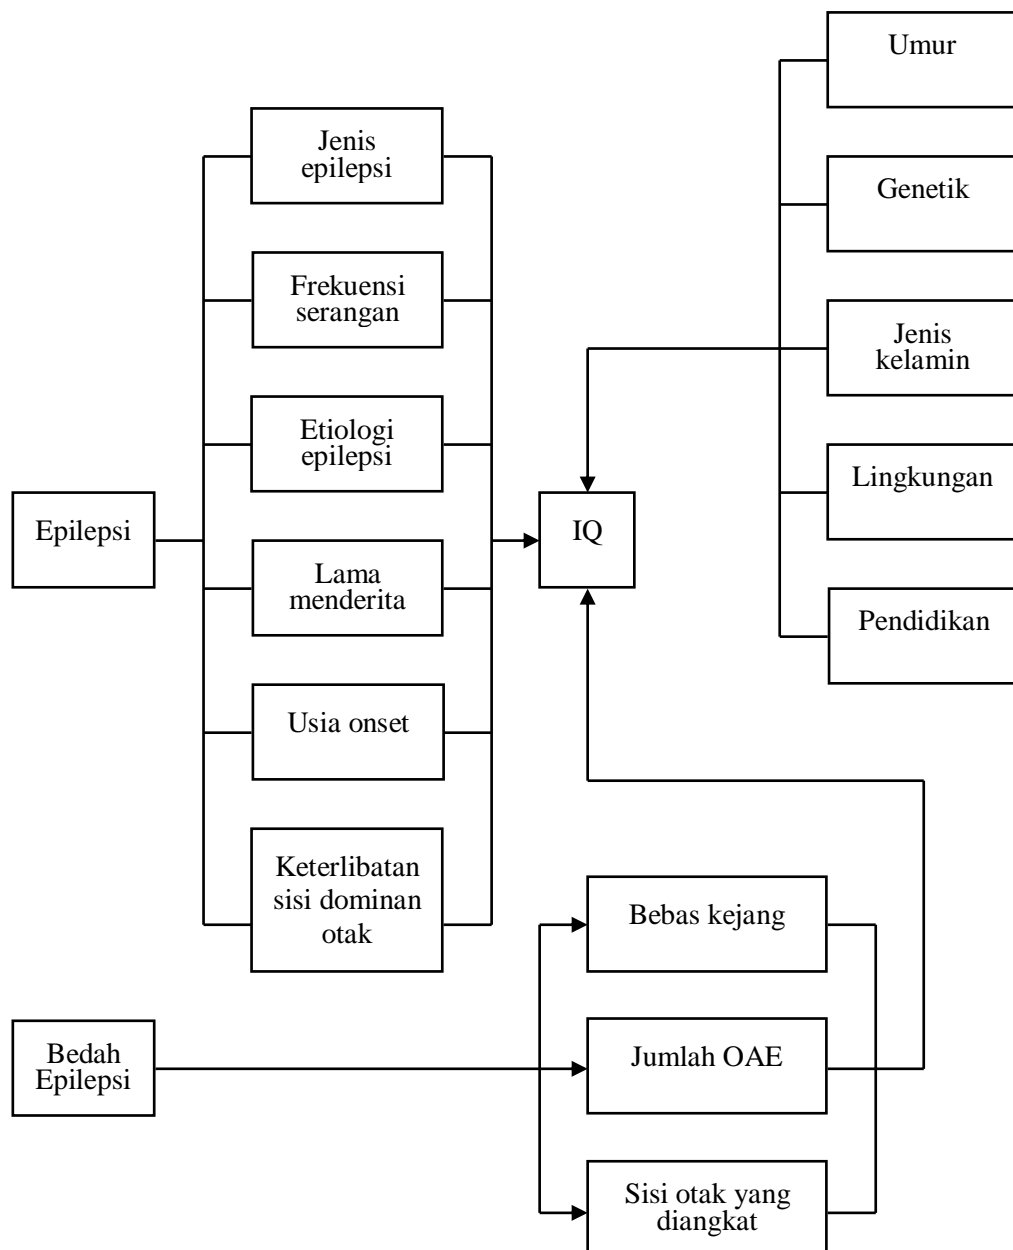 Umur
Jenis
epilepsi
Genetik
Frekuensi
serangan
Jenis
kelamin
Etiologi
epilepsi
Lingkungan
Epilepsi
IQ
Lama
menderita
Pendidikan
Usia onset
Keterlibatan
sisi dominan
otak
Bebas kejang
Bedah
Epilepsi
Jumlah OAE
Sisi otak yang
diangkat